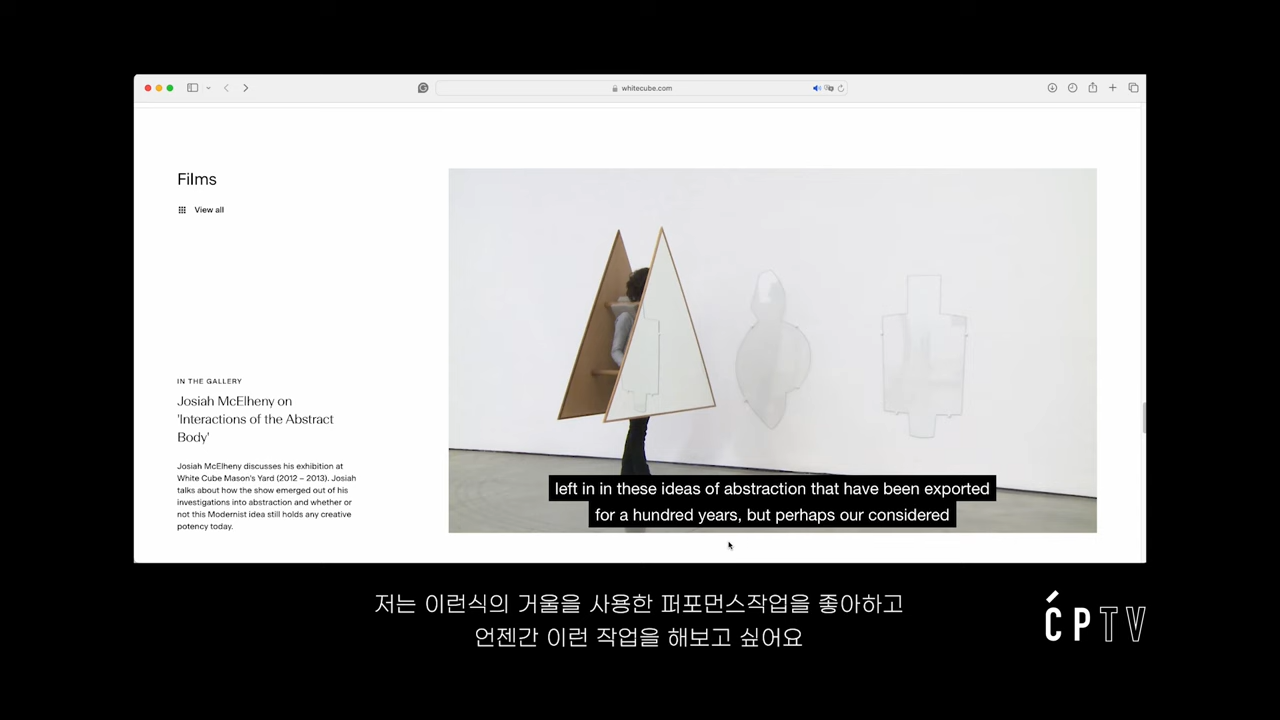 whitecube.com
Films
View all
IN THE GALLERY
Josiah McElheny on
'Interactions of the Abstract
Body'
Josiah McElheny discusses his exhibition at
White Cube Mason's Yard (2012 – 2013). Josiah
talks about how the show emerged out of his
investigations into abstraction and whether or
not this Modernist idea still holds any creative
potency today.
left in in these ideas of abstraction that have been exported
for a hundred years, but perhaps our considered
저는 이런식의 거울을 사용한 퍼포먼스작업을 좋아하고
언젠간 이런 작업을 해보고 싶어요
ĆPTV